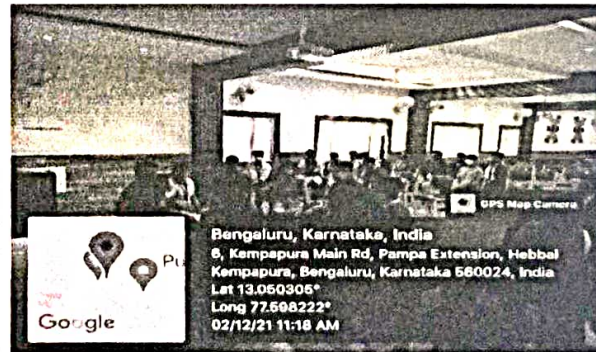 GPS Map Camera
Pu
Google
Bengaluru, Karnataka, India
6, Kempapura Main Rd, Pampa Extension, Hebbal
Kempapura, Bengaluru, Karnataka 560024, India
Lat 13.050305°
Long 77.598222°
02/12/21 11:18 AM